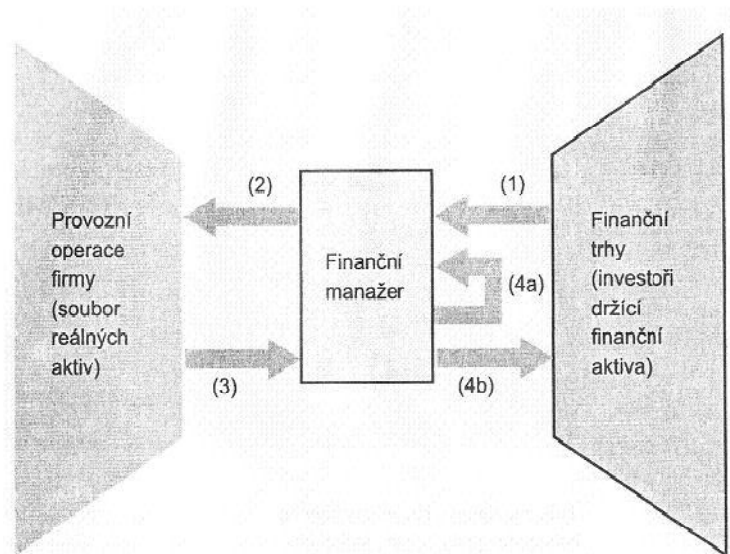 Provozní
operace
firmy
(soubor
reálných
aktiv)
(2)
(3)
Finanční
manažer
(1)
(4a)
(4b)
Finanční
trhy
(investoři
držící
finanční
aktiva)